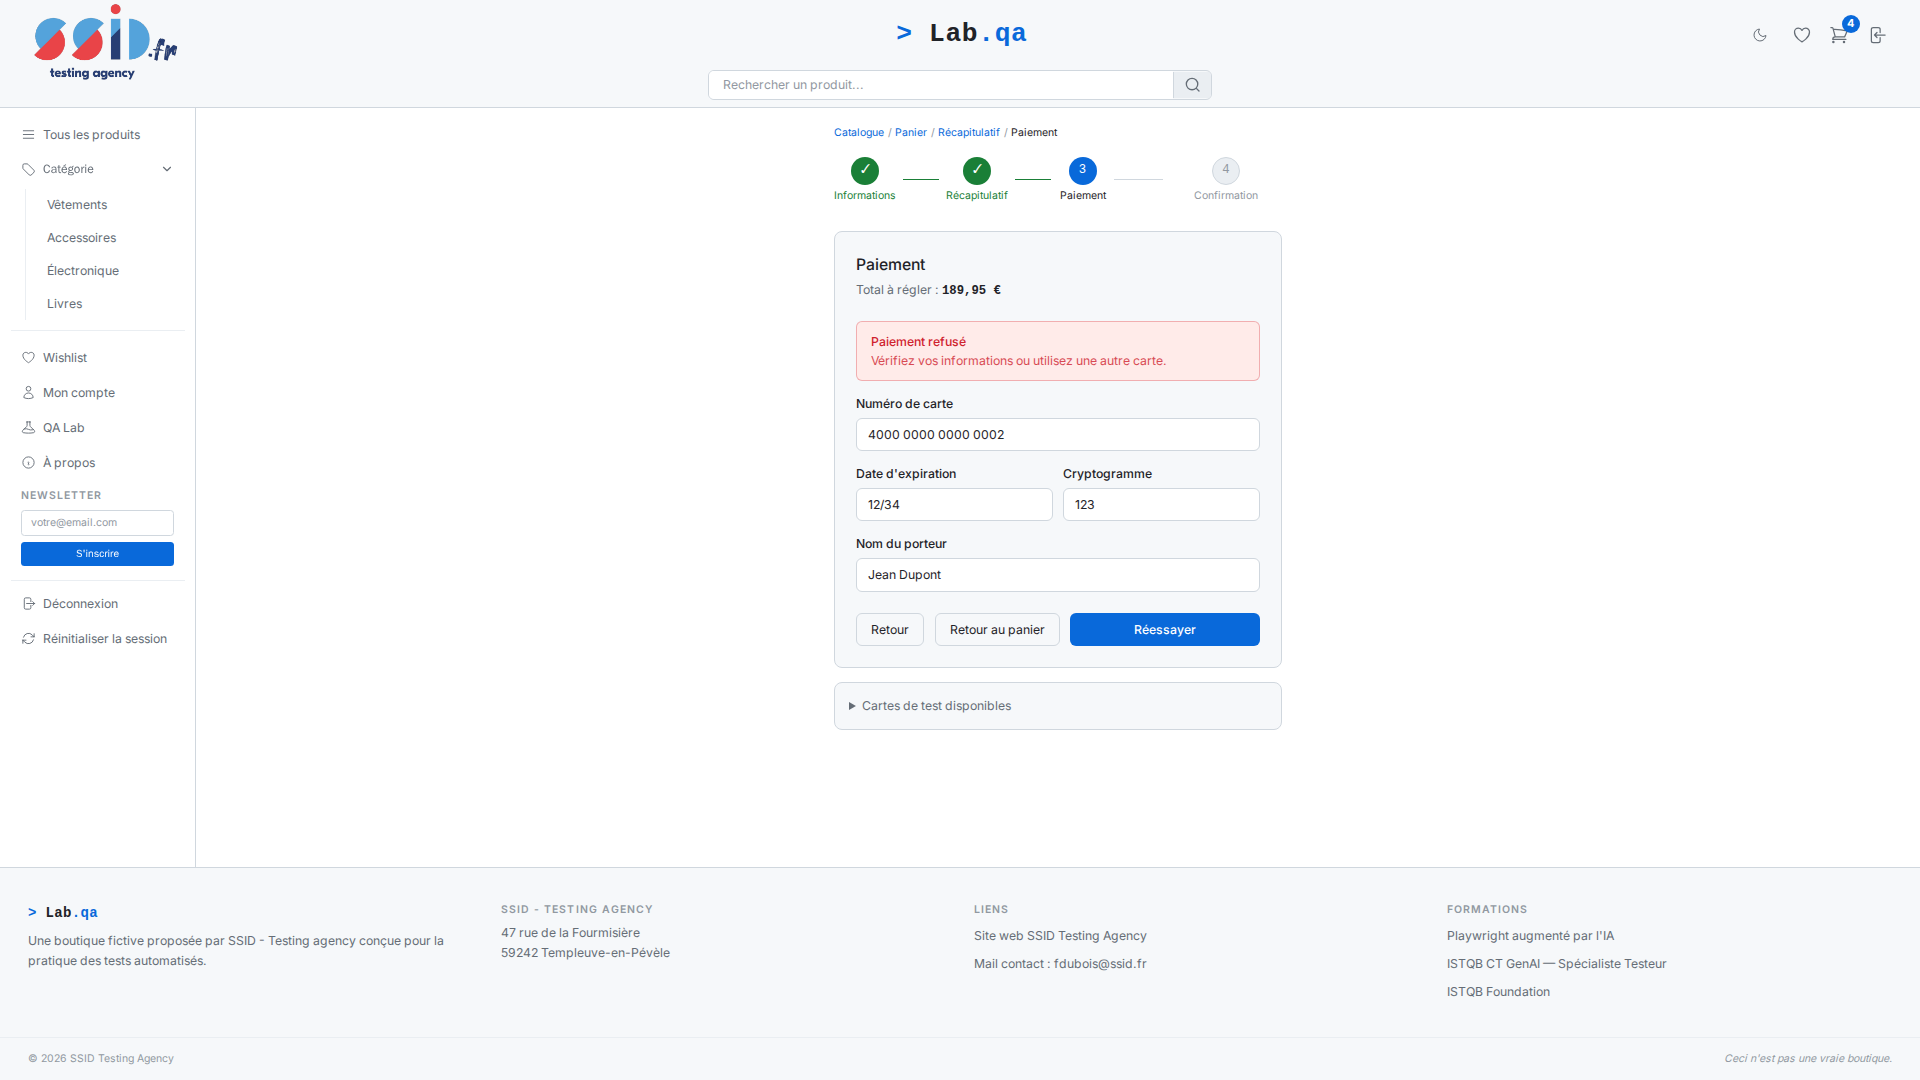 ssiD.fr
testing agency
> Lab.qa
4
Rechercher un produit...
Tous les produits
Catégorie
Vêtements
Accessoires
Électronique
Livres
Wishlist
Mon compte
QA Lab
À propos
NEWSLETTER
votre@email.com
S'inscrire
Déconnexion
Réinitialiser la session
Catalogue / Panier / Récapitulatif / Paiement
✓ ✓ 3 4
Informations Récapitulatif Paiement Confirmation
Paiement
Total à régler : 189,95 €
Paiement refusé
Vérifiez vos informations ou utilisez une autre carte.
Numéro de carte
4000 0000 0000 0002
Date d'expiration Cryptogramme
12/34 123
Nom du porteur
Jean Dupont
Retour Retour au panier Réessayer
Cartes de test disponibles
> Lab.qa
Une boutique fictive proposée par SSID - Testing agency conçue pour la
pratique des tests automatisés.
SSID - TESTING AGENCY
47 rue de la Fourmisière
59242 Templeuve-en-Pévèle
LIENS
Site web SSID Testing Agency
Mail contact : fdubois@ssid.fr
FORMATIONS
Playwright augmenté par l'IA
ISTQB CT GenAI — Spécialiste Testeur
ISTQB Foundation
© 2026 SSID Testing Agency
Ceci n'est pas une vraie boutique.